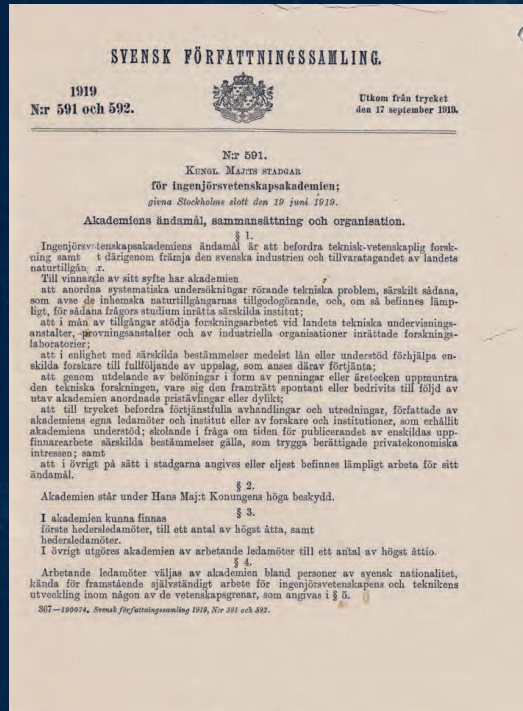 SVENSK FÖRFATTNINGSSAMLING.
1919
N:r 591 och 592.
Utkom från trycket
den 17 september 1919.
N:r 591.
KUNGL. MAJ:TS STADGAR
för ingenjörsvetenskapsakademien;
givna Stockholms slott den 19 juni 1919.
Akademiens ändamål, sammansättning och organisation.
§ 1.
Ingenjörsvetenskapsakademiens ändamål är att befordra teknisk-vetenskaplig forsk-
ning samt t därigenom främja den svenska industrien och tillvaratagandet av landets
naturtillgån r.
Till vinnande av sitt syfte har akademien
att anordna systematiska undersökningar rörande tekniska problem, särskilt sådana,
som avse de inhemska naturtillgångarnas tillgodogörande, och, om så befinnes lämp-
ligt, för sådana frågors studium inrätta särskilda institut;
att i mån av tillgångar stödja forskningsarbetet vid landets tekniska undervisnings-
anstalter, provningsanstalter och av industriella organisationer inrättade forsknings-
laboratorier;
att i enlighet med särskilda bestämmelser medelst lån eller understöd förhjälpa en-
skilda forskare till fullföljande av uppslag, som anses därav förtjänta;
att genom utdelande av belöningar i form av penningar eller äretecken uppmuntra
den tekniska forskningen, vare sig den framträtt spontant eller bedrivits till följd av
utav akademien anordnade pristävlingar eller dylikt;
att till trycket befordra förtjänstfulla avhandlingar och utredningar, författade av
akademiens egna ledamöter och institut eller av forskare och institutioner, som erhållit
akademiens understöd; skolande i fråga om tiden för publicerandet av enskildas upp-
finnarearbete särskilda bestämmelser gälla, som trygga berättigade privatekonomiska
intressen; samt
att i övrigt på sätt i stadgarna angives eller eljest befinnes lämpligt arbeta för sitt
ändamål.
§ 2.
Akademien står under Hans Maj:t Konungens höga beskydd.
§ 3.
I akademien kunna finnas
förste hedersledamöter, till ett antal av högst åtta, samt
hedersledamöter.
I övrigt utgöres akademien av arbetande ledamöter till ett antal av högst åttio.
§ 4.
Arbetande ledamöter väljas av akademien bland personer av svensk nationalitet,
kända för framstående självständigt arbete för ingenjörsvetenskapens och teknikens
utveckling inom någon av de vetenskapsgrenar, som angivas i § 5.
367—190074. Svensk författningssamling 1919, N:r 591 och 592.